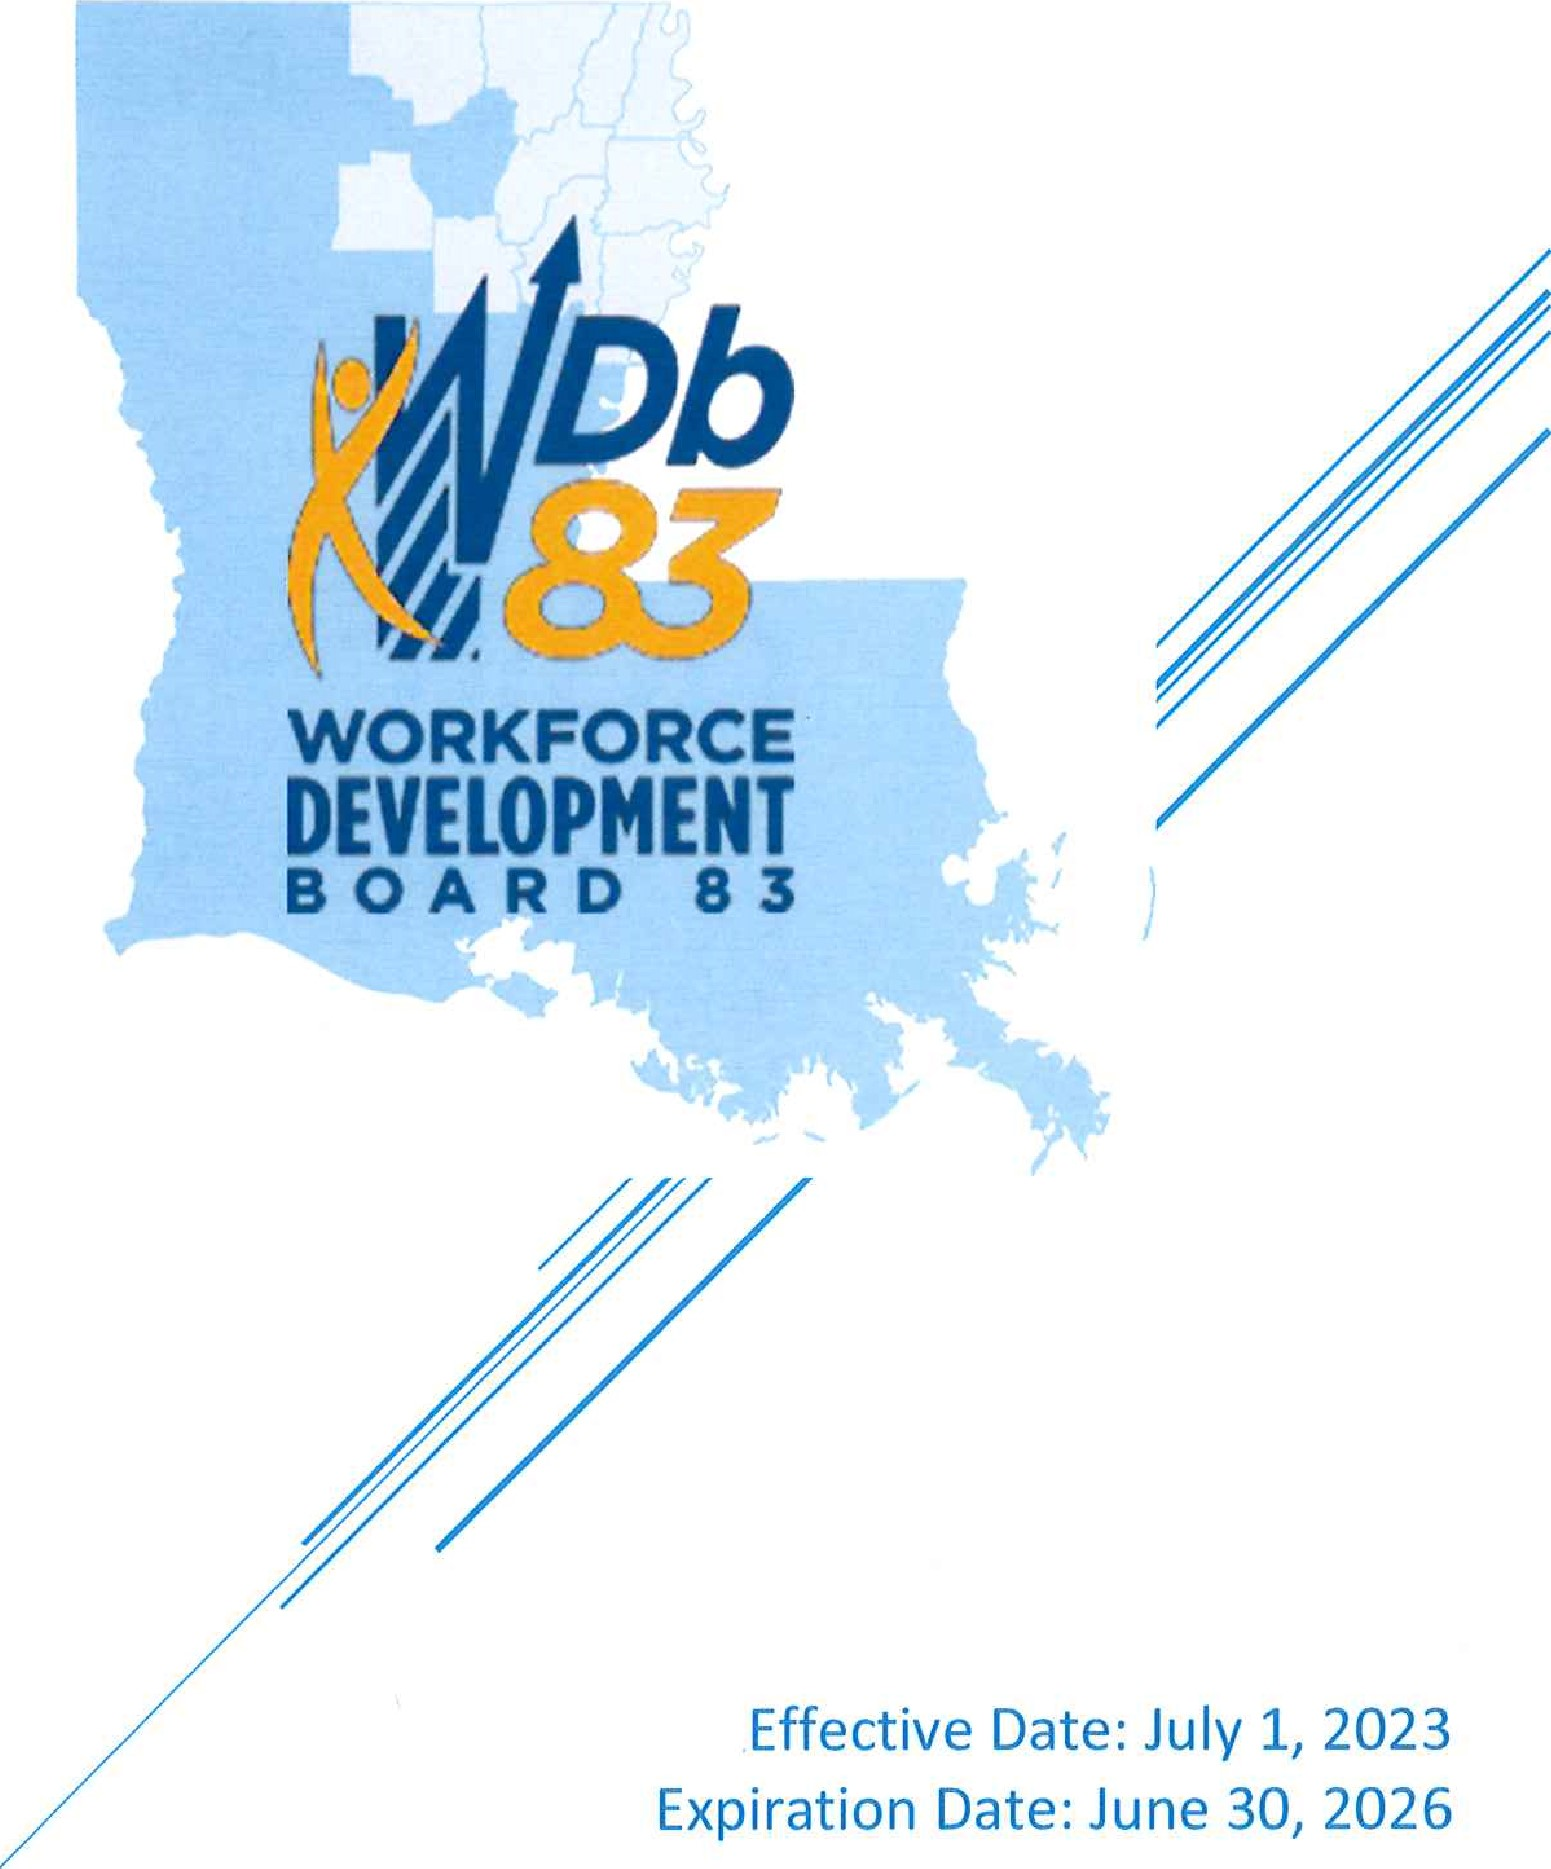 WDb
83
WORKFORCE
DEVELOPMENT
BOARD 83
Effective Date: July 1, 2023
Expiration Date: June 30, 2026